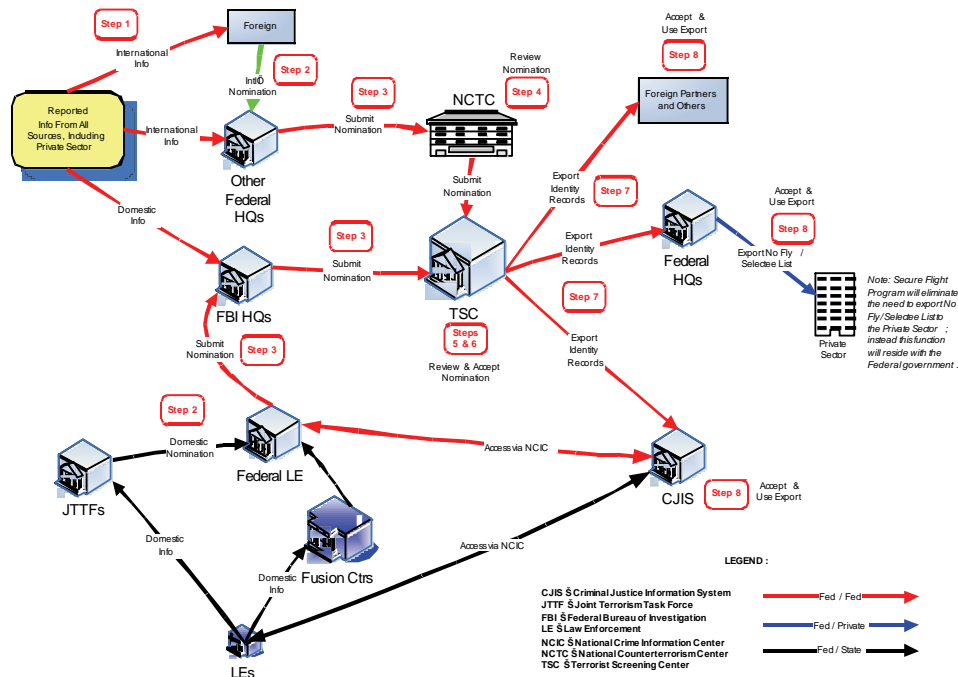 Step 1
Foreign
International
Info
Int'lO
Nomination
Step 2
Reported
Info From All
Sources, Including
Private Sector
International
Info
Other
Federal
HQs
Step 3
Submit
Nomination
NCTC
Review
Nomination
Step 4
Accept &
Use Export
Step 8
Foreign Partners
and Others
Submit
Nomination
Export
Identity
Records
Step 7
Domestic
Info
FBI HQs
Step 3
Submit
Nomination
TSC
Steps
5 & 6
Review & Accept
Nomination
Export
Identity
Records
Federal
HQs
Accept &
Use Export
Step 8
Export No Fly /
Selectee List
Private
Sector
Note: Secure Flight
Program will eliminate
the need to export No
Fly/Selectee List to
the Private Sector ;
instead this function
will reside with the
Federal government .
Step 7
Export
Identity
Records
Submit
Nomination
Step 3
Step 2
Domestic
Nomination
JTTFs
Federal LE
Access via NCIC
CJIS
Step 8
Accept &
Use Export
Domestic
Info
Fusion Ctrs
Domestic
Info
Access via NCIC
LEs
LEGEND :
CJIS Š Criminal Justice Information System
JTTF Š Joint Terrorism Task Force
FBI Š Federal Bureau of Investigation
LE Š Law Enforcement
NCIC Š National Crime Information Center
NCTC Š National Counterterrorism Center
TSC Š Terrorist Screening Center
Fed / Fed
Fed / Private
Fed / State